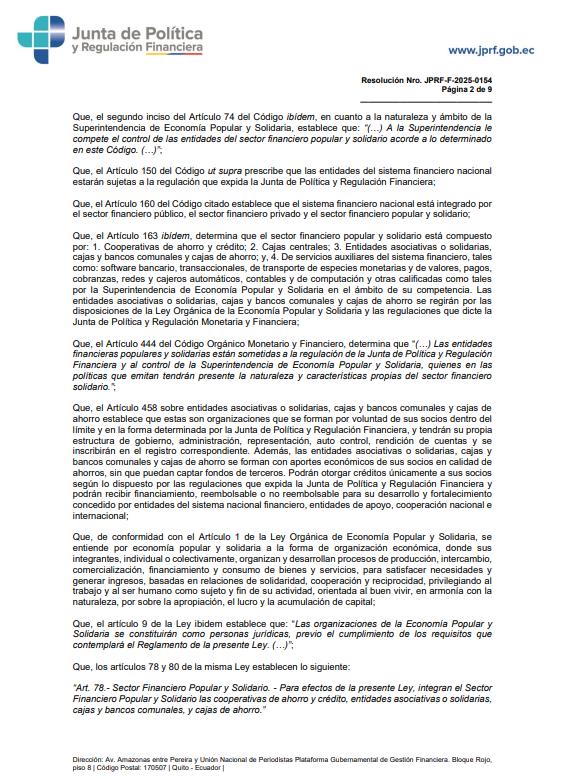 Junta de Política
y Regulación Financiera
www.jprf.gob.ec
Resolución Nro. JPRF-F-2025-0154
Página 2 de 9
Que, el segundo inciso del Artículo 74 del Código ibídem, en cuanto a la naturaleza y ámbito de la
Superintendencia de Economía Popular y Solidaria, establece que: “(…) A la Superintendencia le
compete el control de las entidades del sector financiero popular y solidario acorde a lo determinado
en este Código. (…)”;
Que, el Artículo 150 del Código ut supra prescribe que las entidades del sistema financiero nacional
estarán sujetas a la regulación que expida la Junta de Política y Regulación Financiera;
Que, el Artículo 160 del Código citado establece que el sistema financiero nacional está integrado por
el sector financiero público, el sector financiero privado y el sector financiero popular y solidario;
Que, el Artículo 163 ibídem, determina que el sector financiero popular y solidario está compuesto
por: 1. Cooperativas de ahorro y crédito; 2. Cajas centrales; 3. Entidades asociativas o solidarias,
cajas y bancos comunales y cajas de ahorro; y, 4. De servicios auxiliares del sistema financiero, tales
como: software bancario, transaccionales, de transporte de especies monetarias y de valores, pagos,
cobranzas, redes y cajeros automáticos, contables y de computación y otras calificadas como tales
por la Superintendencia de Economía Popular y Solidaria en el ámbito de su competencia. Las
entidades asociativas o solidarias, cajas y bancos comunales y cajas de ahorro se regirán por las
disposiciones de la Ley Orgánica de la Economía Popular y Solidaria y las regulaciones que dicte la
Junta de Política y Regulación Monetaria y Financiera;
Que, el Artículo 444 del Código Orgánico Monetario y Financiero, determina que “(…) Las entidades
financieras populares y solidarias están sometidas a la regulación de la Junta de Política y Regulación
Financiera y al control de la Superintendencia de Economía Popular y Solidaria, quienes en las
políticas que emitan tendrán presente la naturaleza y características propias del sector financiero
solidario.”;
Que, el Artículo 458 sobre entidades asociativas o solidarias, cajas y bancos comunales y cajas de
ahorro establece que estas son organizaciones que se forman por voluntad de sus socios dentro del
límite y en la forma determinada por la Junta de Política y Regulación Financiera, y tendrán su propia
estructura de gobierno, administración, representación, auto control, rendición de cuentas y se
inscribirán en el registro correspondiente. Además, las entidades asociativas o solidarias, cajas y
bancos comunales y cajas de ahorro se forman con aportes económicos de sus socios en calidad de
ahorros, sin que puedan captar fondos de terceros. Podrán otorgar créditos únicamente a sus socios
según lo dispuesto por las regulaciones que expida la Junta de Política y Regulación Financiera y
podrán recibir financiamiento, reembolsable o no reembolsable para su desarrollo y fortalecimiento
concedido por entidades del sistema financiero nacional, entidades de apoyo, cooperación nacional e
internacional;
Que, de conformidad con el Artículo 1 de la Ley Orgánica de Economía Popular y Solidaria, se
entiende por economía popular y solidaria a la forma de organización económica, donde sus
integrantes, individual o colectivamente, organizan y desarrollan procesos de producción, intercambio,
comercialización, financiamiento y consumo de bienes y servicios, para satisfacer necesidades y
generar ingresos, basadas en relaciones de solidaridad, cooperación y reciprocidad, privilegiando al
trabajo y al ser humano como sujeto y fin de su actividad, orientada al buen vivir, en armonía con la
naturaleza, por sobre la apropiación, el lucro y la acumulación de capital;
Que, el artículo 9 de la Ley ibidem establece que: “Las organizaciones de la Economía Popular y
Solidaria se constituirán como personas jurídicas, previo el cumplimiento de los requisitos que
contemplará el Reglamento de la presente Ley. (…)”;
Que, los artículos 78 y 80 de la misma Ley establecen lo siguiente:
“Art. 78.- Sector Financiero Popular y Solidario. - Para efectos de la presente Ley, integran el Sector
Financiero Popular y Solidario las cooperativas de ahorro y crédito, entidades asociativas o solidarias,
cajas y bancos comunales, y cajas de ahorro.”
Dirección: Av. Amazonas entre Pereira y Unión Nacional de Periodistas Plataforma Gubernamental de Gestión Financiera. Bloque Rojo,
piso 8 | Código Postal: 170507 | Quito - Ecuador |